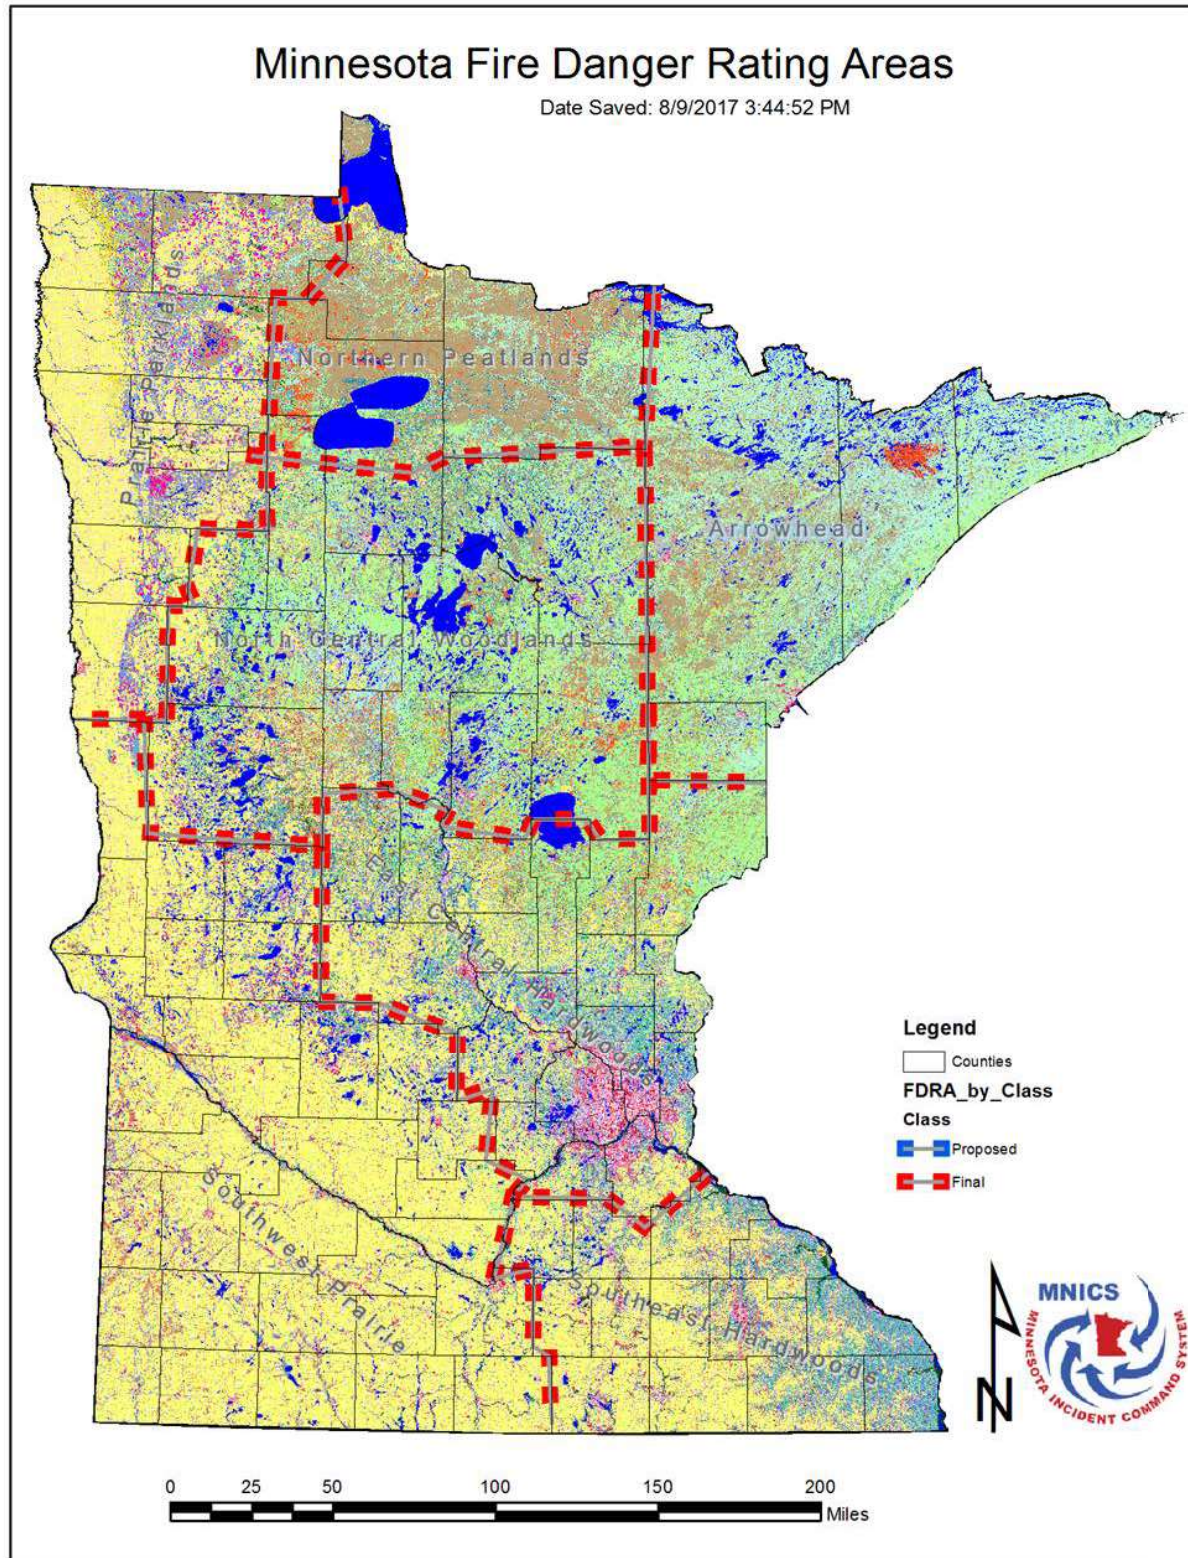 Minnesota Fire Danger Rating Areas
Date Saved: 8/9/2017 3:44:52 PM
Prairie Parklands
Northern Peatlands
Arrowhead
North Central Woodlands
East Central Hardwoods
Southwest Prairie
Southeast Hardwoods
Legend
Counties
FDRA_by_Class
Class
Proposed
Final
N
MNICS
MINNESOTA INCIDENT COMMAND SYSTEM
0 25 50 100 150 200
Miles